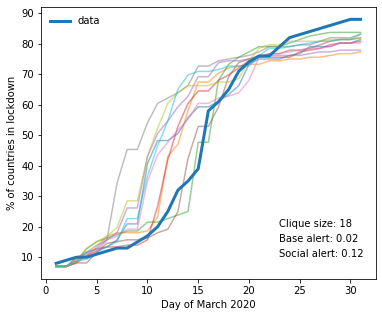 data
90
80
70
60
50
40
30
20
10
% of countries in lockdown
Clique size: 18
Base alert: 0.02
Social alert: 0.12
0 5 10 15 20 25 30
Day of March 2020